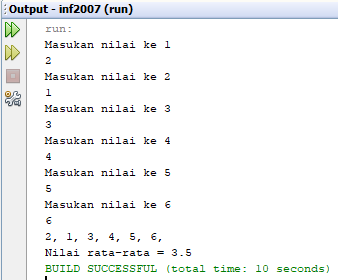 Output - inf2007 (run)
run:
Masukan nilai ke 1
2
Masukan nilai ke 2
1
Masukan nilai ke 3
3
Masukan nilai ke 4
4
Masukan nilai ke 5
5
Masukan nilai ke 6
6
2, 1, 3, 4, 5, 6,
Nilai rata-rata = 3.5
BUILD SUCCESSFUL (total time: 10 seconds)